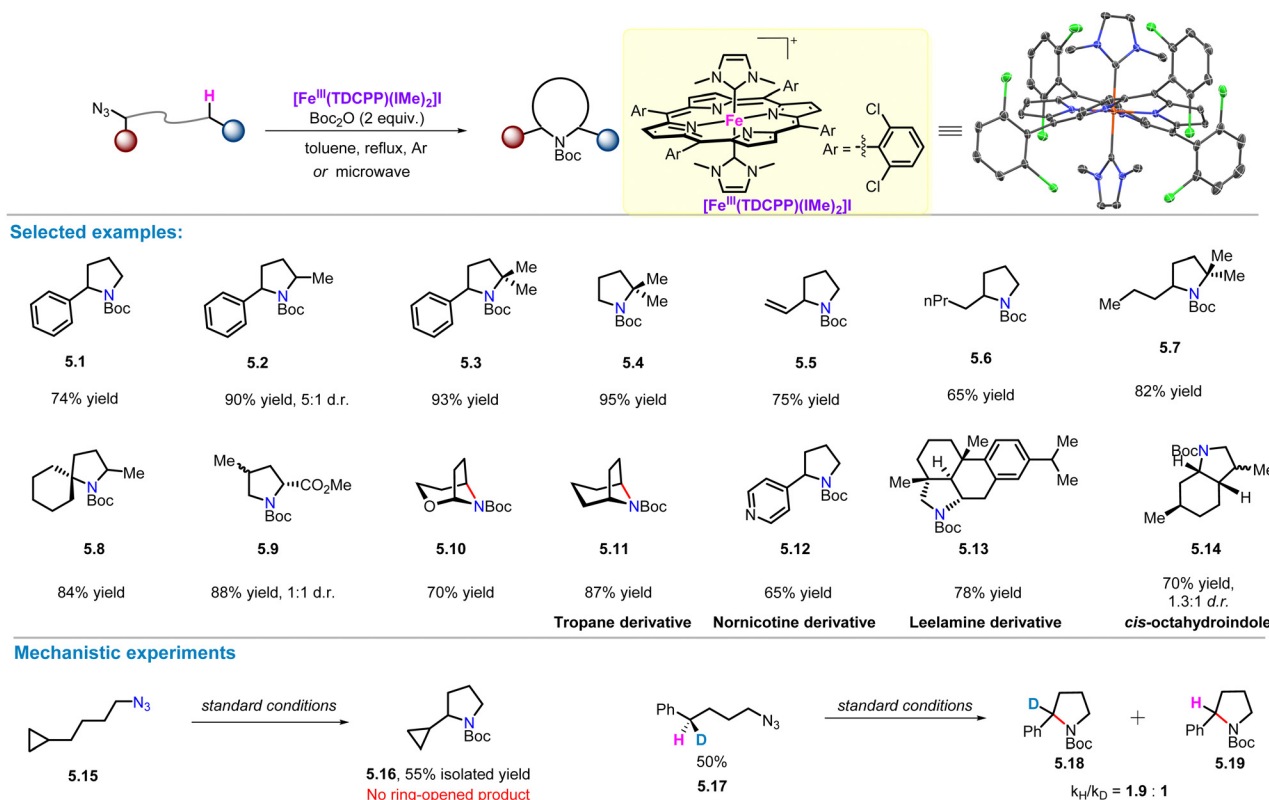 N₃
H
[Feᴵᴵᴵ(TDCPP)(IMe)₂]I
Boc₂O (2 equiv.)
toluene, reflux, Ar
or microwave
N
Boc
+
N
N
Ar
Ar
N
N
Fe
N
N
Ar
Ar
N
N
Ar =
Cl
Cl
[Feᴵᴵᴵ(TDCPP)(IMe)₂]I
Selected examples:
N
Boc
5.1
74% yield
Me
N
Boc
5.2
90% yield, 5:1 d.r.
Me
Me
N
Boc
5.3
93% yield
Me
Me
N
Boc
5.4
95% yield
N
Boc
5.5
75% yield
nPr
N
Boc
5.6
65% yield
Me
Me
Me
N
Boc
5.7
82% yield
Me
N
Boc
5.8
84% yield
Me
CO₂Me
N
Boc
5.9
88% yield, 1:1 d.r.
O
NBoc
5.10
70% yield
NBoc
5.11
87% yield
Tropane derivative
N
N
Boc
5.12
65% yield
Nornicotine derivative
Me
Me
H
Me
Me
N
Boc
5.13
78% yield
Leelamine derivative
BocN
H
Me
H
Me
5.14
70% yield,
1.3:1 d.r.
cis-octahydroindole
Mechanistic experiments
N₃
5.15
standard conditions
N
Boc
5.16, 55% isolated yield
No ring-opened product
Ph
N₃
H
D
50%
5.17
standard conditions
D
Ph
N
Boc
5.18
+
H
Ph
N
Boc
5.19
kH/kD = 1.9 : 1